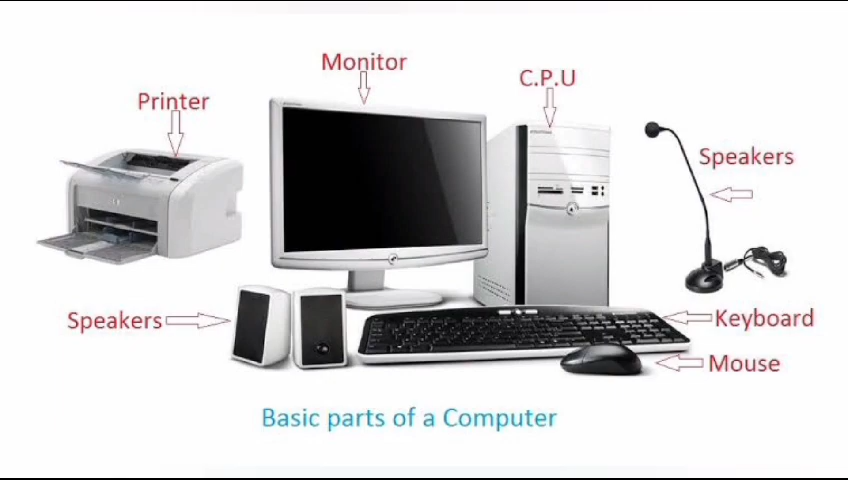 Monitor
C.P.U
Printer
Speakers
Speakers
Keyboard
Mouse
Basic parts of a Computer